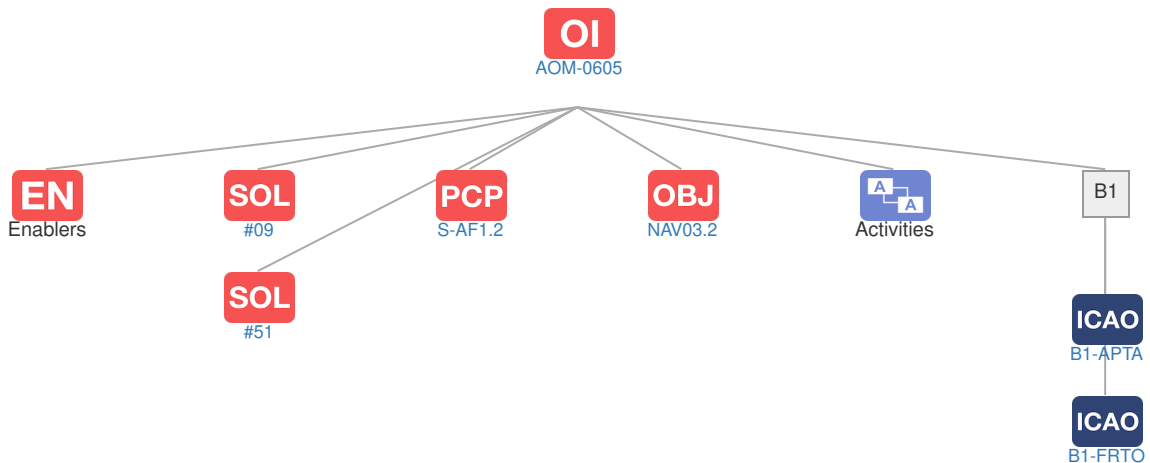 OI
AOM-0605
EN
Enablers
SOL
#09
PCP
S-AF1.2
OBJ
NAV03.2
A
A
Activities
B1
SOL
#51
ICAO
B1-APTA
ICAO
B1-FRTO